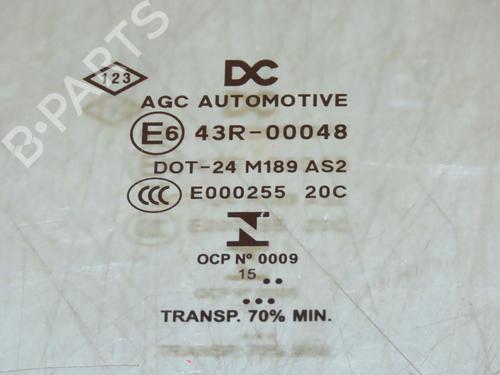 B-PARTS
123
DC
AGC AUTOMOTIVE
E6 43R-00048
DOT-24 M189 AS2
CCC E000255 20C
N
OCP Nº 0009
15 ..
...
TRANSP. 70% MIN.